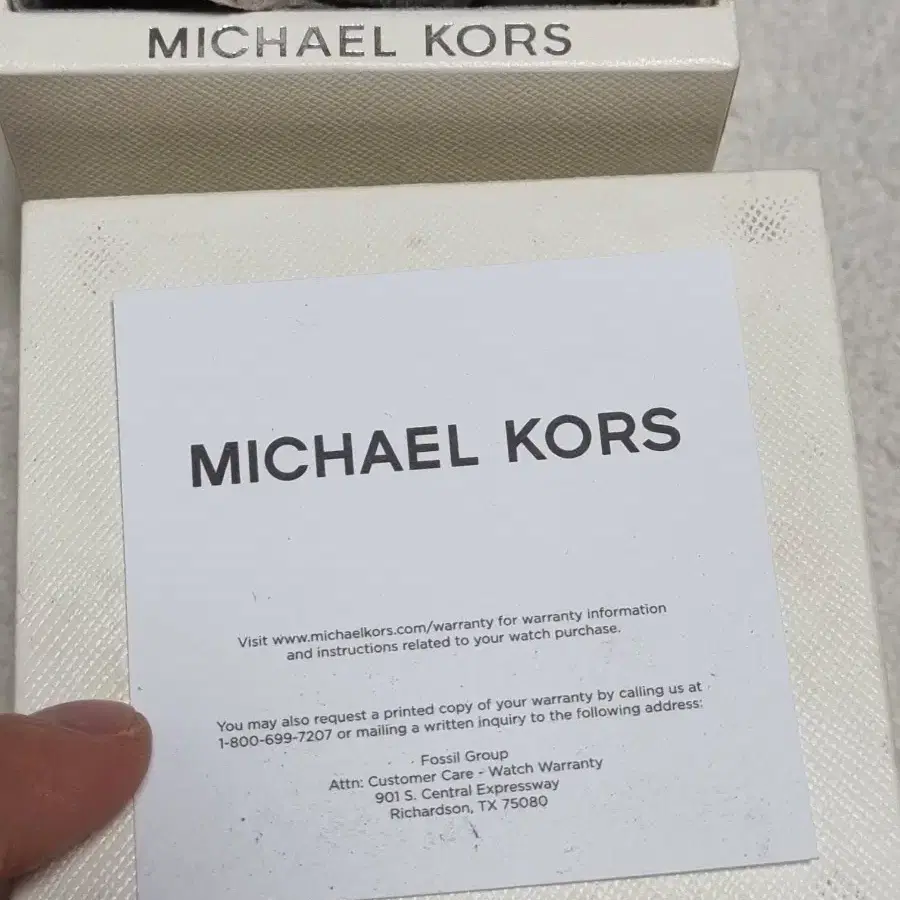 MICHAEL KORS
MICHAEL KORS
Visit www.michaelkors.com/warranty for warranty information
and instructions related to your watch purchase.
You may also request a printed copy of your warranty by calling us at
1-800-699-7207 or mailing a written inquiry to the following address:
Fossil Group
Attn: Customer Care - Watch Warranty
901 S. Central Expressway
Richardson, TX 75080